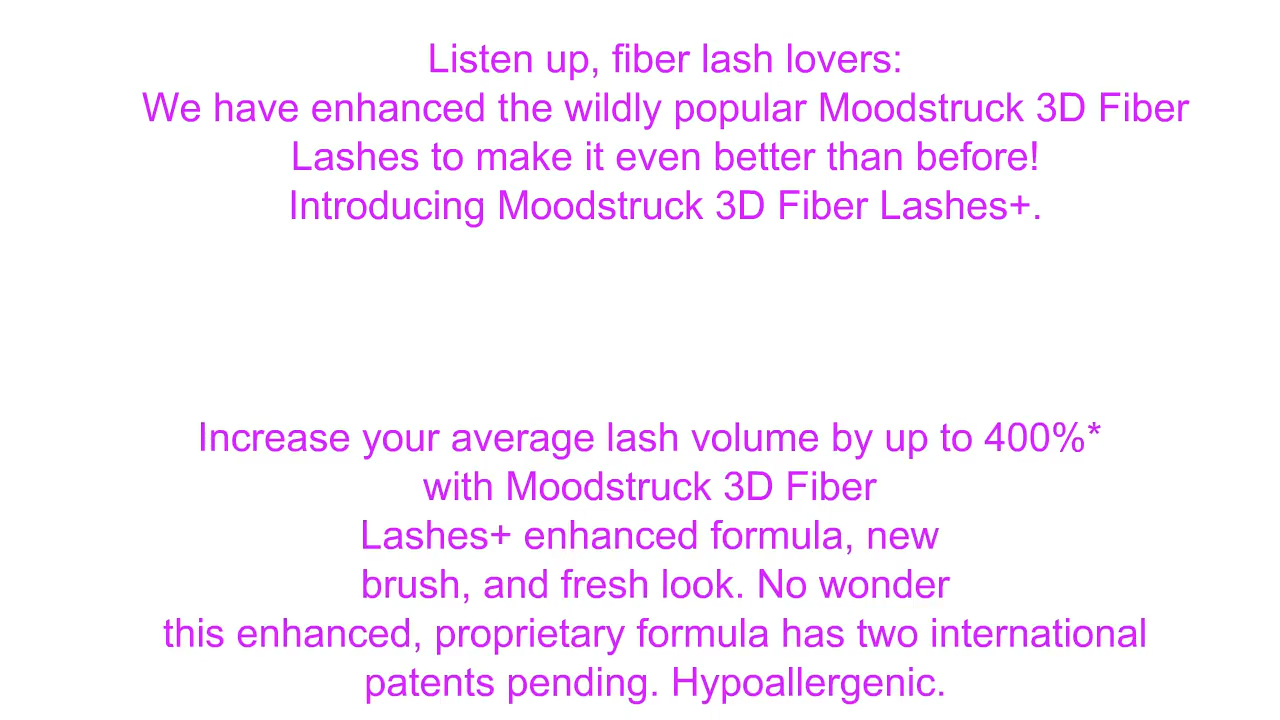 Listen up, fiber lash lovers:
We have enhanced the wildly popular Moodstruck 3D Fiber
Lashes to make it even better than before!
Introducing Moodstruck 3D Fiber Lashes+.
Increase your average lash volume by up to 400%*
with Moodstruck 3D Fiber
Lashes+ enhanced formula, new
brush, and fresh look. No wonder
this enhanced, proprietary formula has two international
patents pending. Hypoallergenic.